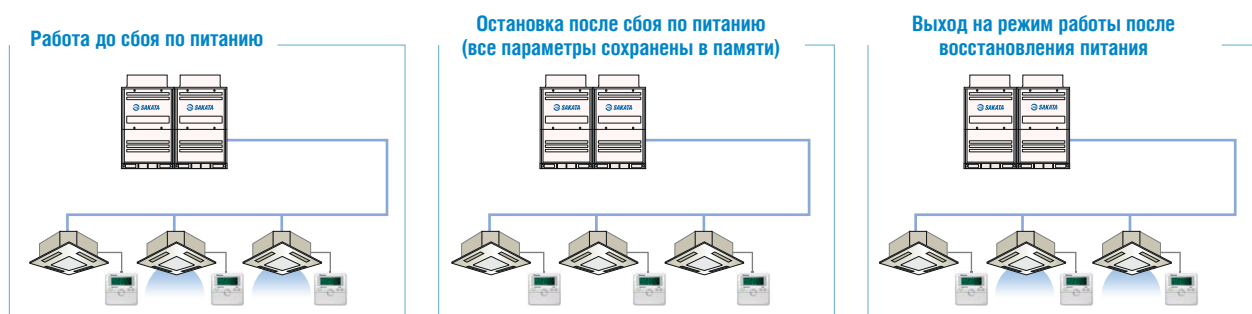 Работа до сбоя по питанию
Остановка после сбоя по питанию
(все параметры сохранены в памяти)
Выход на режим работы после
восстановления питания
SAKATA
SAKATA
SAKATA
SAKATA
SAKATA
SAKATA